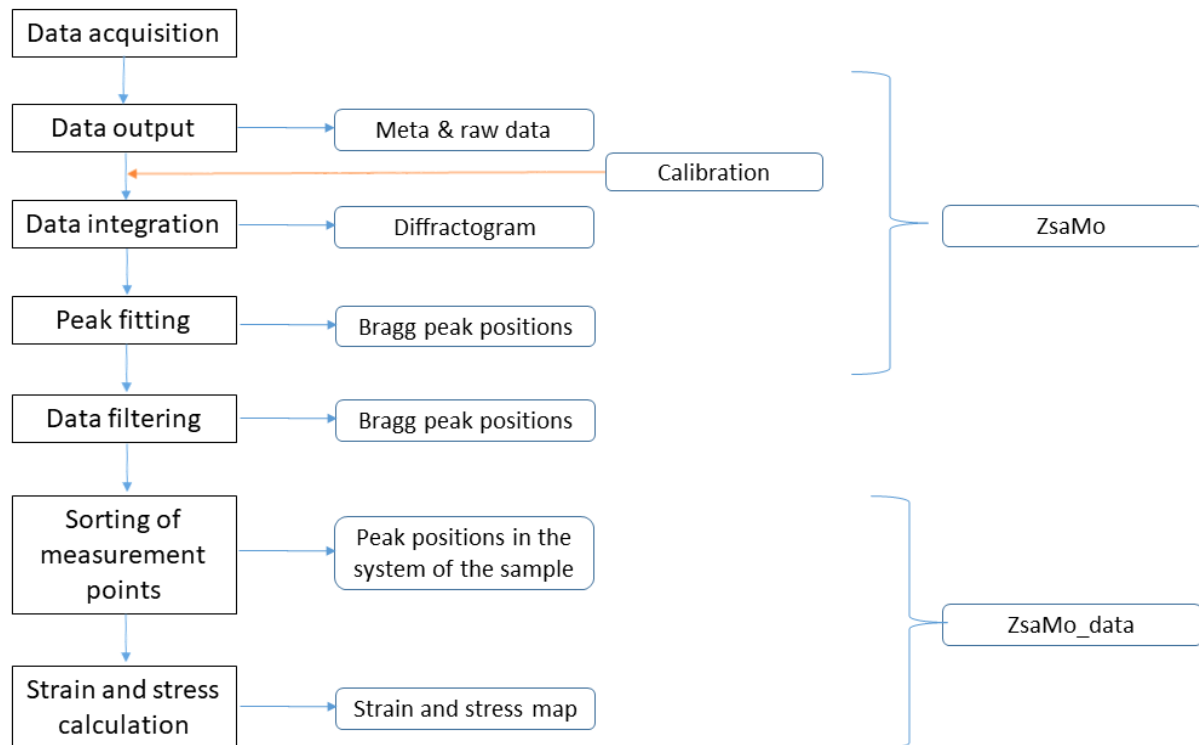 Data acquisition
Data output
Meta & raw data
Calibration
Data integration
Diffractogram
ZsaMo
Peak fitting
Bragg peak positions
Data filtering
Bragg peak positions
Sorting of
measurement
points
Peak positions in the
system of the sample
ZsaMo_data
Strain and stress
calculation
Strain and stress map